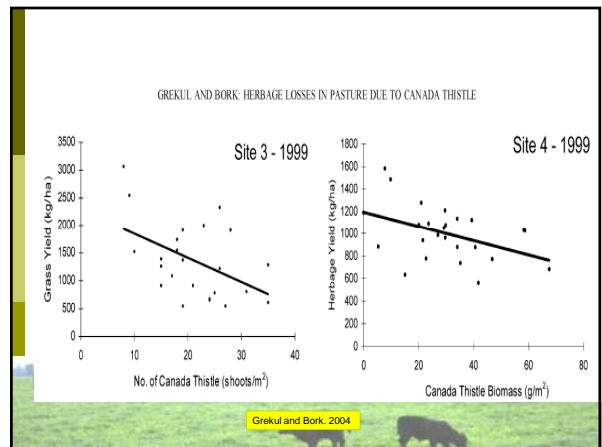 GREKUL AND BORK: HERBAGE LOSSES IN PASTURE DUE TO CANADA THISTLE
Site 3 - 1999
Grass Yield (kg/ha)
3500
3000
2500
2000
1500
1000
500
0
0 10 20 30 40
No. of Canada Thistle (shoots/m²)
Site 4 - 1999
Herbage Yield (kg/ha)
1800
1600
1400
1200
1000
800
600
400
200
0
0 20 40 60 80
Canada Thistle Biomass (g/m²)
Grekul and Bork. 2004